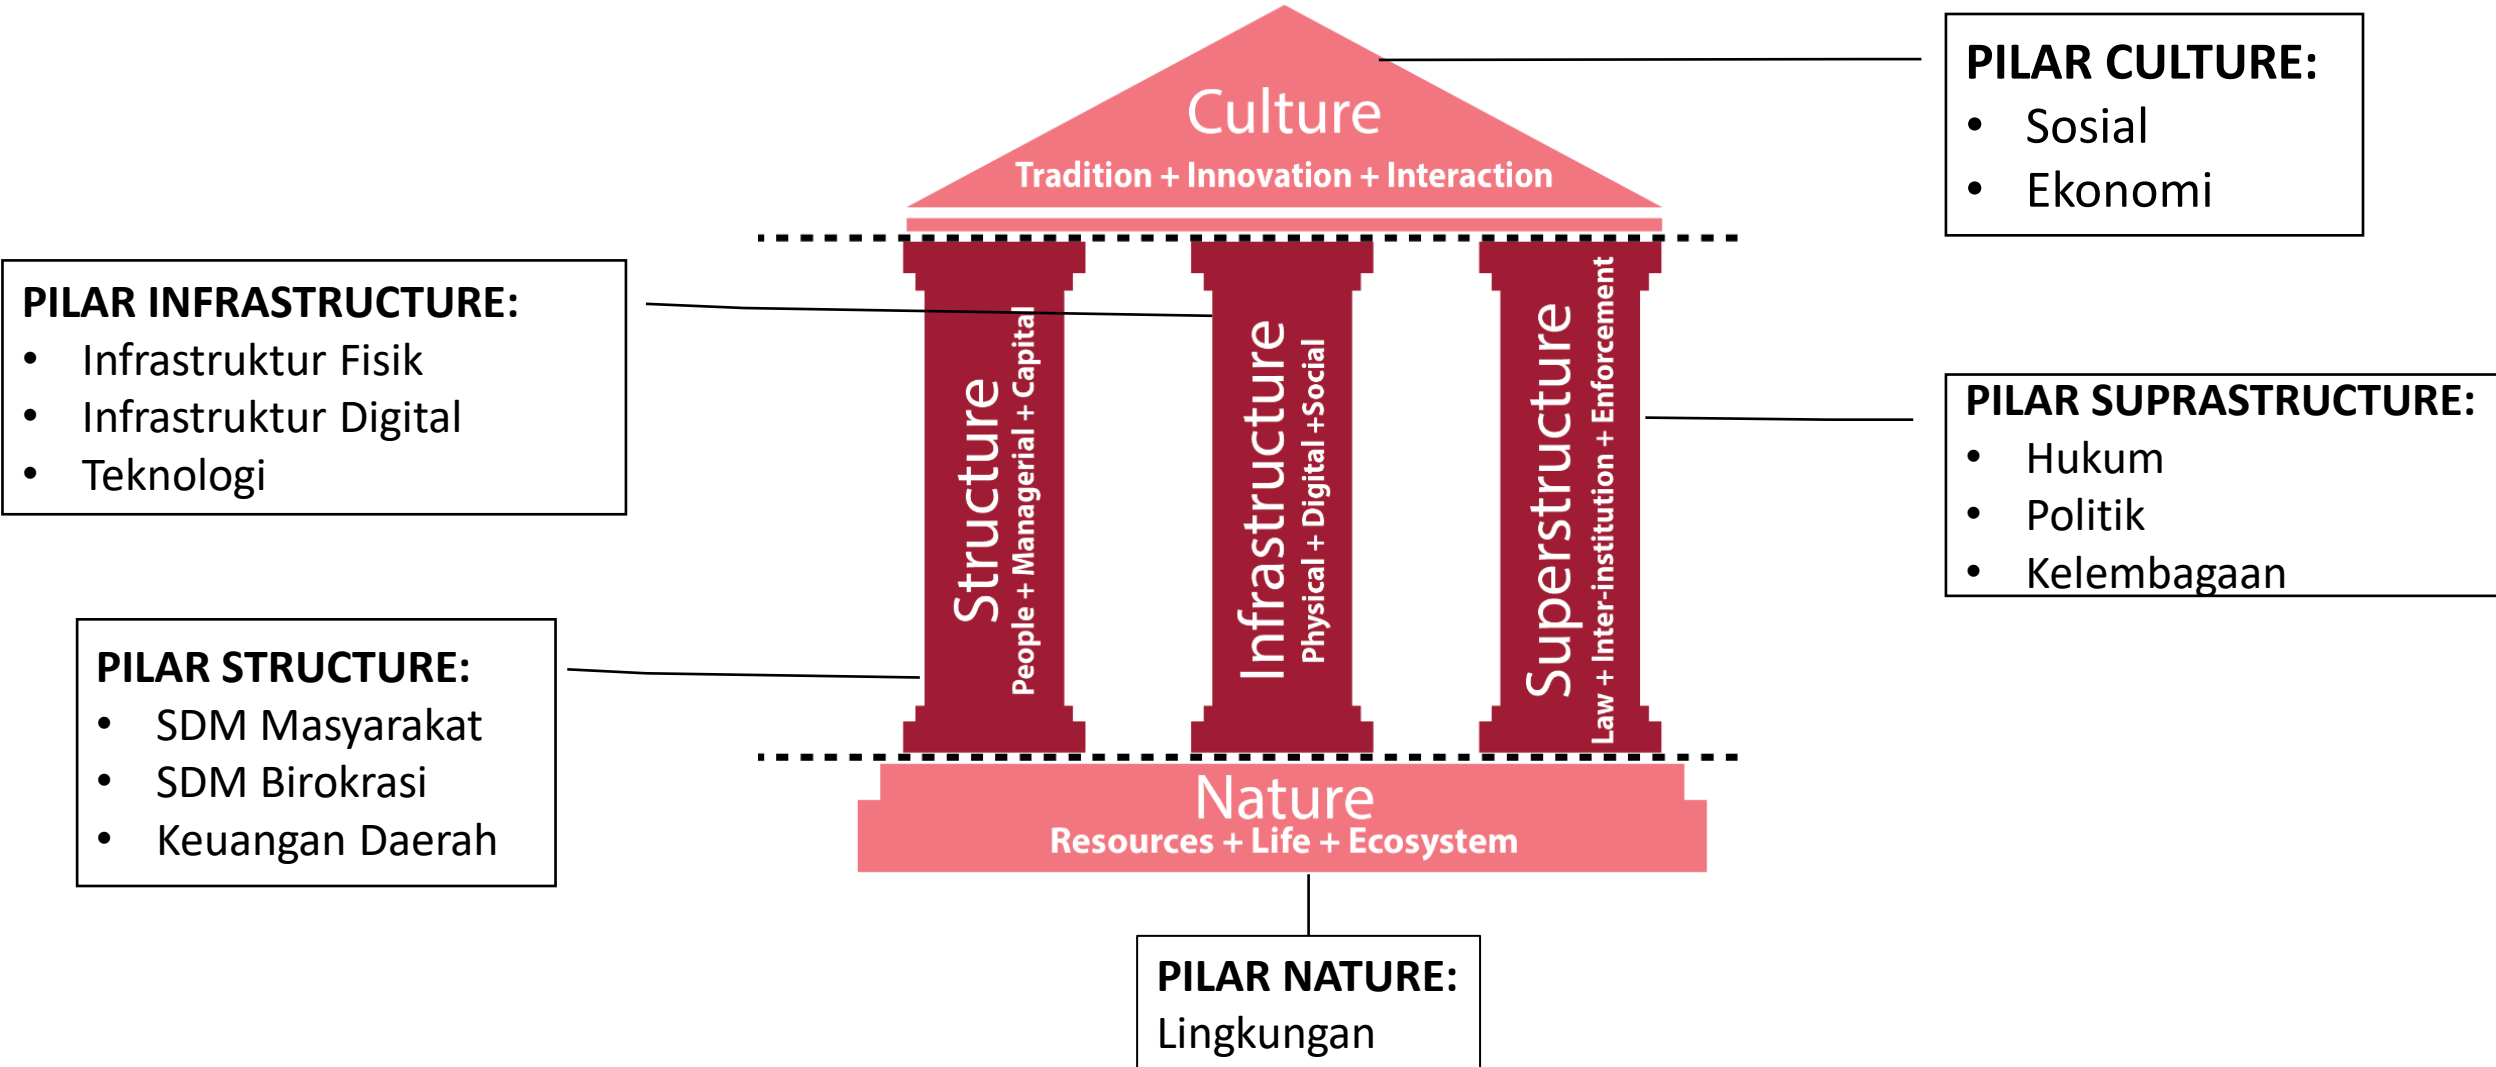 Culture
Tradition + Innovation + Interaction
PILAR CULTURE:
• Sosial
• Ekonomi
PILAR INFRASTRUCTURE:
• Infrastruktur Fisik
• Infrastruktur Digital
• Teknologi
PILAR STRUCTURE:
• SDM Masyarakat
• SDM Birokrasi
• Keuangan Daerah
Structure
People + Managerial + Capital
Infrastructure
Physical + Digital +Social
Superstructure
Law + Inter-institution + Enforcement
PILAR SUPRASTRUCTURE:
• Hukum
• Politik
• Kelembagaan
Nature
Resources + Life + Ecosystem
PILAR NATURE:
Lingkungan